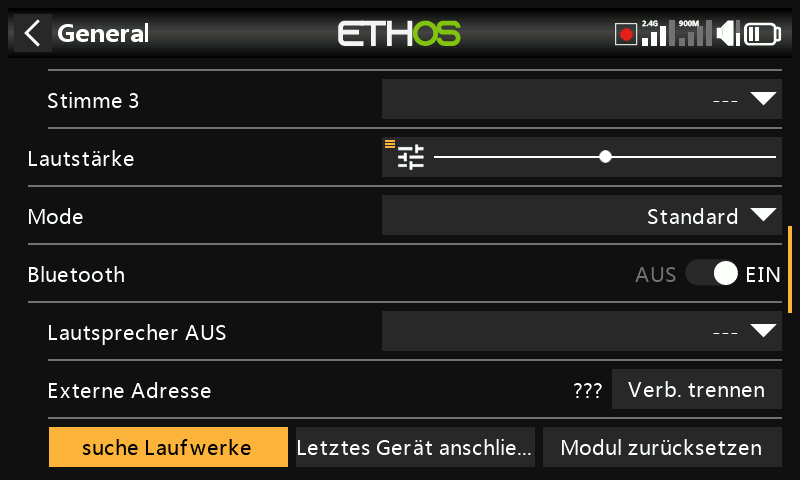 General
ETHOS
2.4G
900M
Stimme 3
---
Lautstärke
Mode
Standard
Bluetooth
AUS
EIN
Lautsprecher AUS
---
Externe Adresse
???
Verb. trennen
suche Laufwerke
Letztes Gerät anschlie...
Modul zurücksetzen